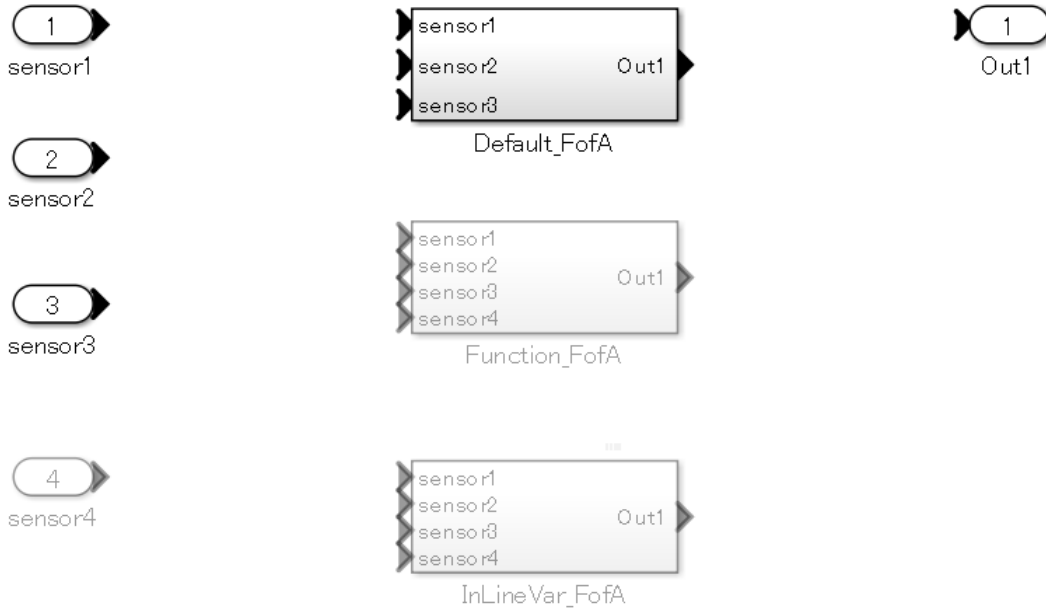 1
sensor1
2
sensor2
3
sensor3
4
sensor4
sensor1
sensor2
sensor3
Out1
Default_FofA
sensor1
sensor2
sensor3
sensor4
Out1
Function_FofA
sensor1
sensor2
sensor3
sensor4
Out1
InLineVar_FofA
1
Out1